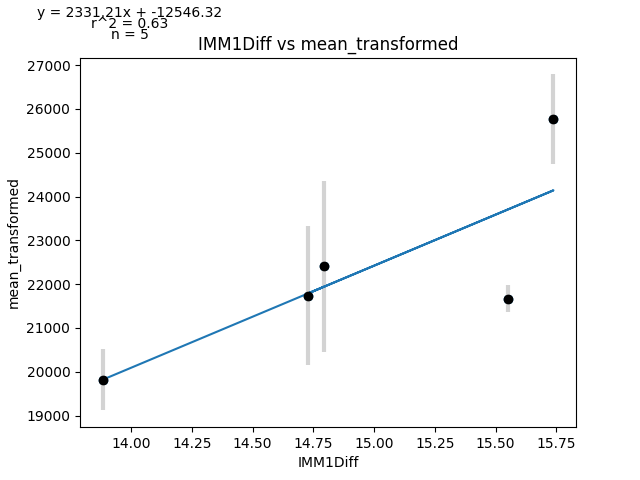 y = 2331.21x + -12546.32
r^2 = 0.63
n = 5
IMM1Diff vs mean_transformed
27000
26000
25000
24000
23000
22000
21000
20000
19000
mean_transformed
14.00 14.25 14.50 14.75 15.00 15.25 15.50 15.75
IMM1Diff